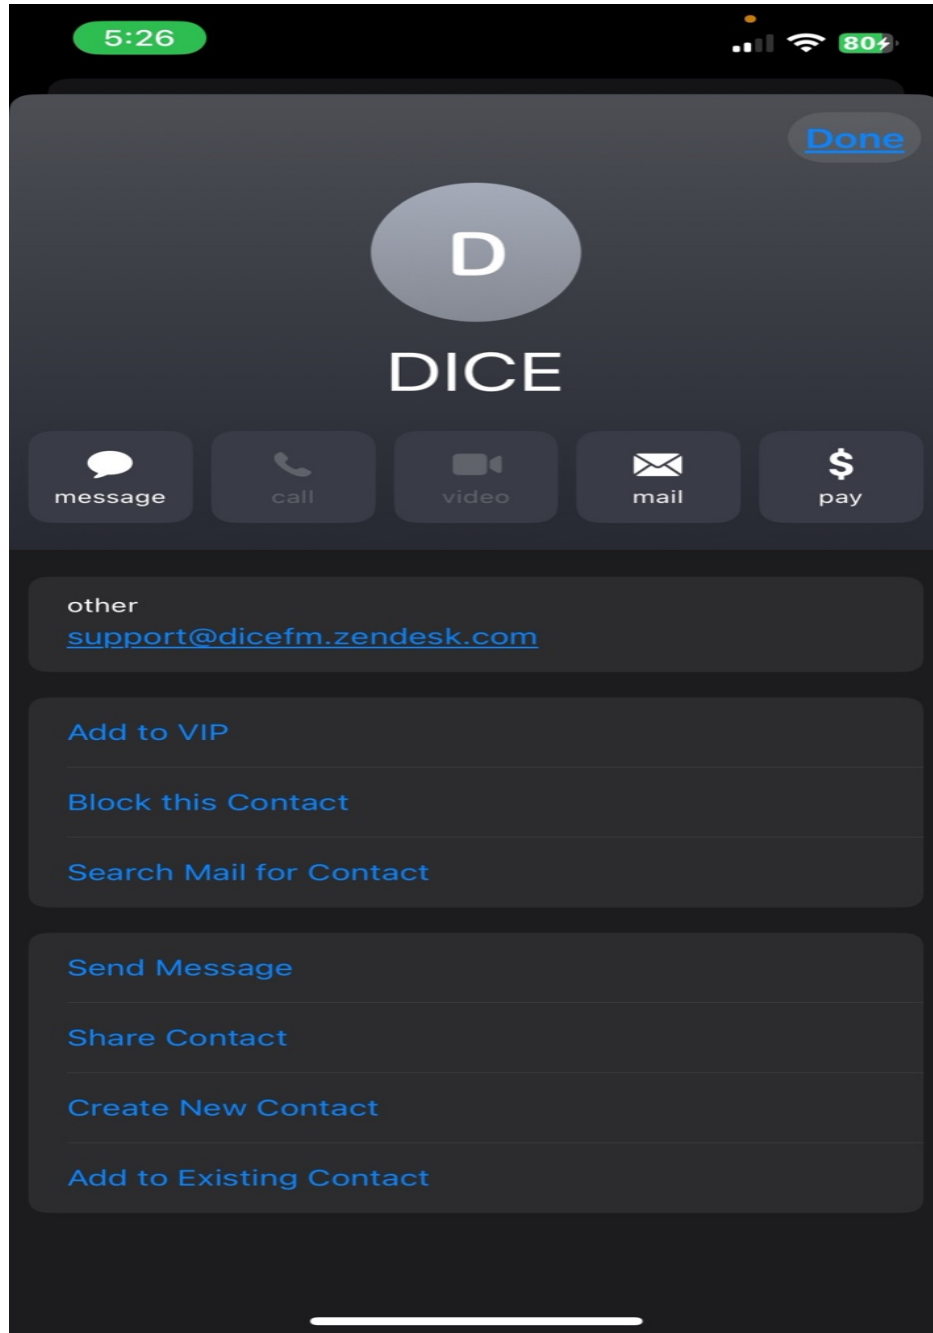 5:26
80
Done
D
DICE
message call video mail pay
other
support@dicefm.zendesk.com
Add to VIP
Block this Contact
Search Mail for Contact
Send Message
Share Contact
Create New Contact
Add to Existing Contact